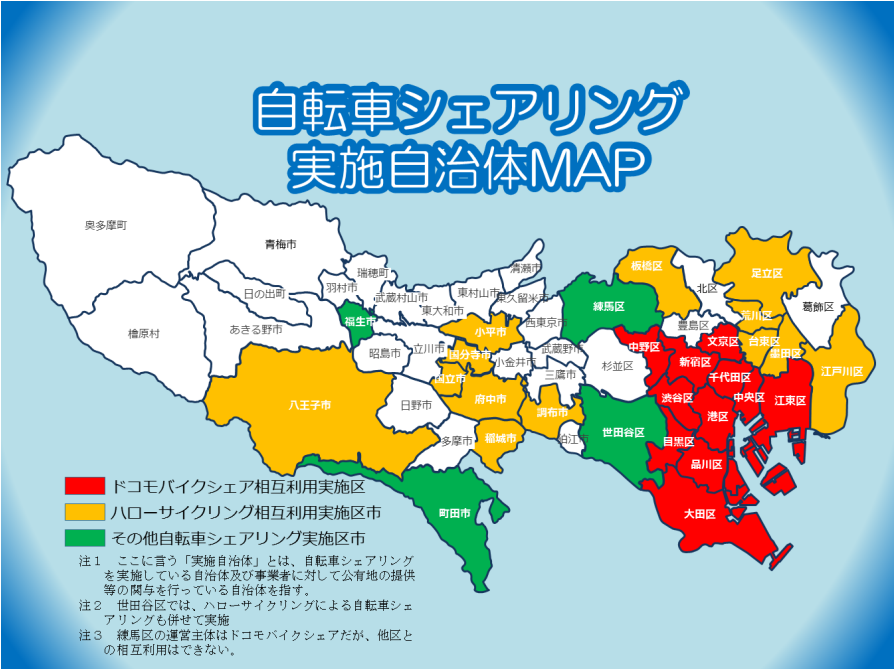 自転車シェアリング
実施自治体MAP
奥多摩町
青梅市
瑞穂町
清瀬市
板橋区
足立区
日の出町
羽村市
武蔵村山市
東村山市
東久留米市
練馬区
北区
葛飾区
檜原村
あきる野市
福生市
東大和市
小平市
西東京市
豊島区
荒川区
昭島市
立川市
国分寺市
小金井市
武蔵野市
中野区
文京区
台東区
墨田区
国立市
三鷹市
杉並区
新宿区
千代田区
江戸川区
八王子市
日野市
府中市
調布市
渋谷区
中央区
江東区
多摩市
稲城市
狛江市
世田谷区
港区
目黒区
品川区
町田市
大田区
ドコモバイクシェア相互利用実施区
ハローサイクリング相互利用実施区市
その他自転車シェアリング実施区市
注1　ここに言う「実施自治体」とは、自転車シェアリング
を実施している自治体及び事業者に対して公有地の提供
等の関与を行っている自治体を指す。
注2　世田谷区では、ハローサイクリングによる自転車シェ
アリングも併せて実施
注3　練馬区の運営主体はドコモバイクシェアだが、他区と
の相互利用はできない。